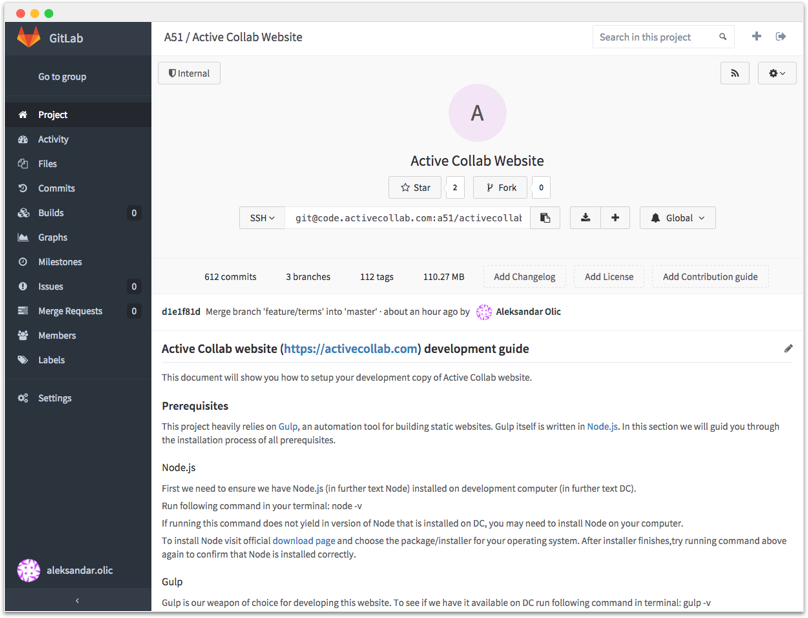 GitLab
A51 / Active Collab Website
Search in this project
Go to group
Project
Activity
Files
Commits
Builds 0
Graphs
Milestones
Issues 0
Merge Requests 0
Members
Labels
Settings
aleksandar.olic
Internal
A
Active Collab Website
Star 2 Fork 0
SSH git@code.activecollab.com:a51/activecollab Global
612 commits 3 branches 112 tags 110.27 MB Add Changelog Add License Add Contribution guide
d1e1f81d Merge branch 'feature/terms' into 'master' · about an hour ago by Aleksandar Olic
Active Collab website (https://activecollab.com) development guide
This document will show you how to setup your development copy of Active Collab website.
Prerequisites
This project heavily relies on Gulp, an automation tool for building static websites. Gulp itself is written in Node.js. In this section we will guid you through
the installation process of all prerequisites.
Node.js
First we need to ensure we have Node.js (in further text Node) installed on development computer (in further text DC).
Run following command in your terminal: node -v
If running this command does not yield in version of Node that is installed on DC, you may need to install Node on your computer.
To install Node visit official download page and choose the package/installer for your operating system. After installer finishes,try running command above
again to confirm that Node is installed correctly.
Gulp
Gulp is our weapon of choice for developing this website. To see if we have it available on DC run following command in terminal: gulp -v